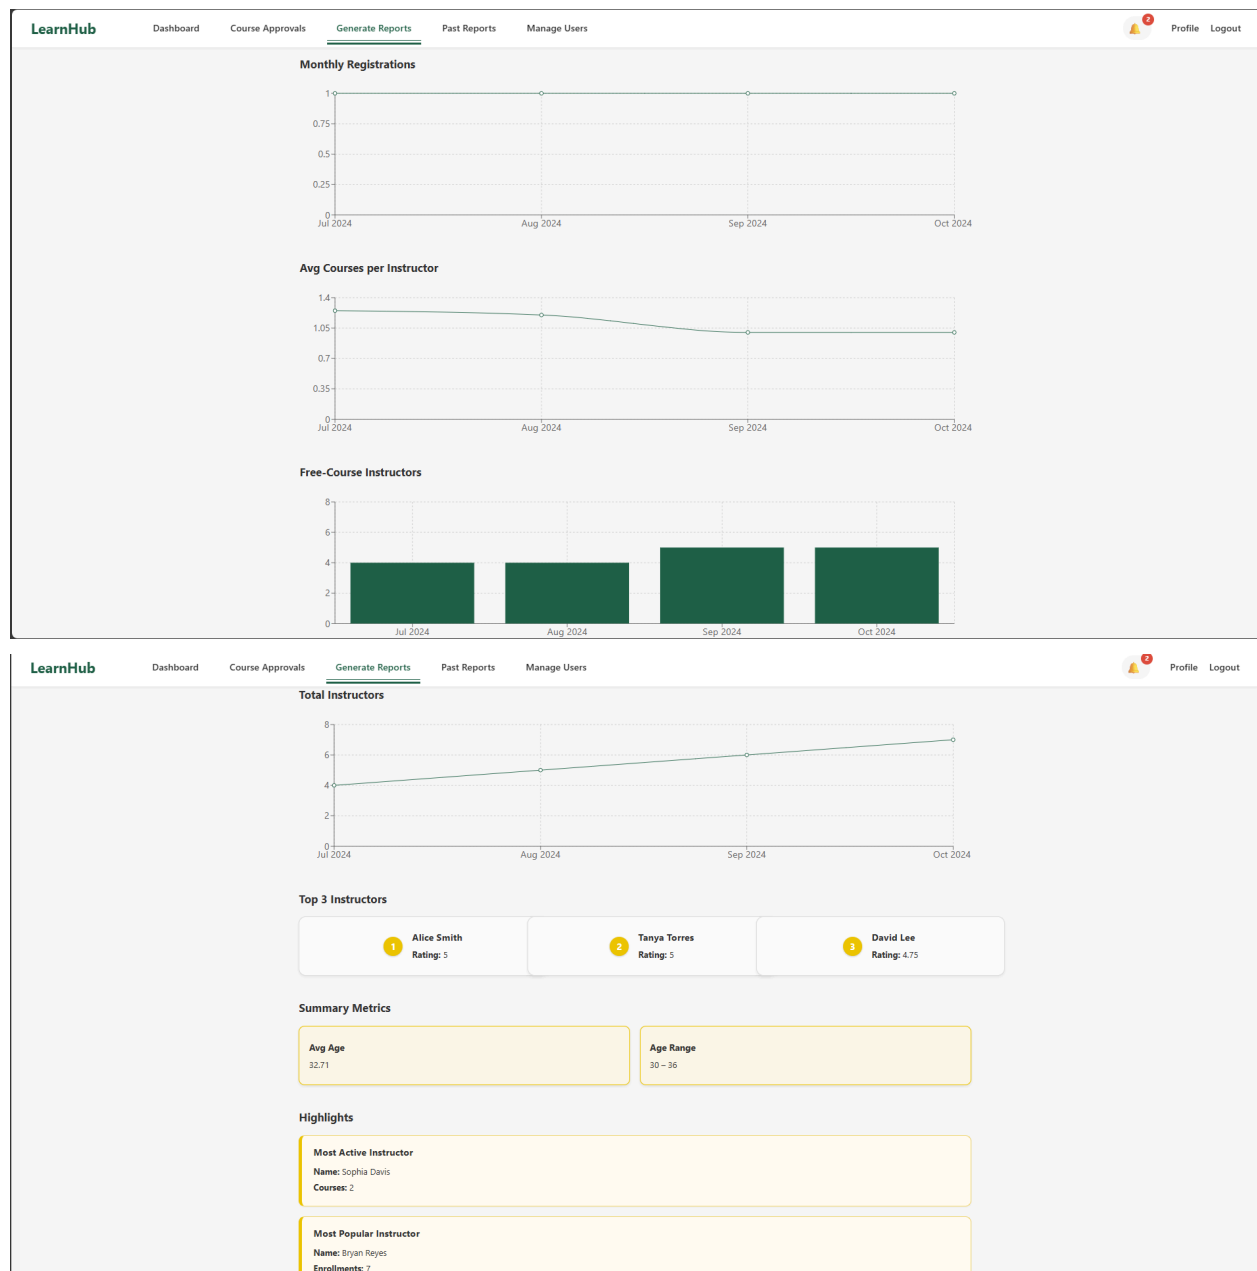 LearnHub Dashboard Course Approvals Generate Reports Past Reports Manage Users 2 Profile Logout
Monthly Registrations
1
0.75
0.5
0.25
0
Jul 2024 Aug 2024 Sep 2024 Oct 2024
Avg Courses per Instructor
1.4
1.05
0.7
0.35
0
Jul 2024 Aug 2024 Sep 2024 Oct 2024
Free-Course Instructors
8
6
4
2
0
Jul 2024 Aug 2024 Sep 2024 Oct 2024
LearnHub Dashboard Course Approvals Generate Reports Past Reports Manage Users 2 Profile Logout
Total Instructors
8
6
4
2
0
Jul 2024 Aug 2024 Sep 2024 Oct 2024
Top 3 Instructors
1 Alice Smith
Rating: 5
2 Tanya Torres
Rating: 5
3 David Lee
Rating: 4.75
Summary Metrics
Avg Age
32.71
Age Range
30 – 36
Highlights
Most Active Instructor
Name: Sophia Davis
Courses: 2
Most Popular Instructor
Name: Bryan Reyes
Enrollments: 7